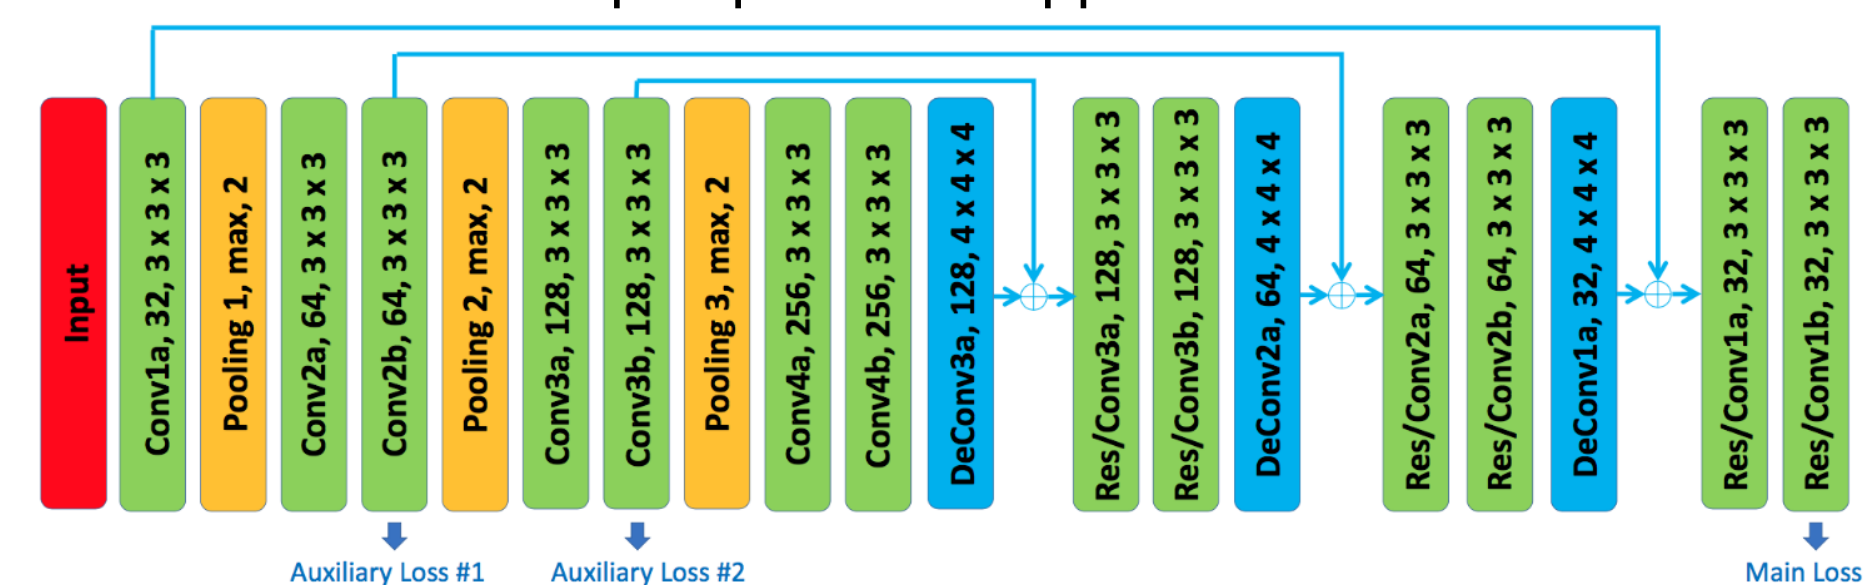 Input
Conv1a, 32, 3 x 3 x 3
Pooling 1, max, 2
Conv2a, 64, 3 x 3 x 3
Conv2b, 64, 3 x 3 x 3
Pooling 2, max, 2
Conv3a, 128, 3 x 3 x 3
Conv3b, 128, 3 x 3 x 3
Pooling 3, max, 2
Conv4a, 256, 3 x 3 x 3
Conv4b, 256, 3 x 3 x 3
DeConv3a, 128, 4 x 4 x 4
Res/Conv3a, 128, 3 x 3 x 3
Res/Conv3b, 128, 3 x 3 x 3
DeConv2a, 64, 4 x 4 x 4
Res/Conv2a, 64, 3 x 3 x 3
Res/Conv2b, 64, 3 x 3 x 3
DeConv1a, 32, 4 x 4 x 4
Res/Conv1a, 32, 3 x 3 x 3
Res/Conv1b, 32, 3 x 3 x 3
Auxiliary Loss #1
Auxiliary Loss #2
Main Loss